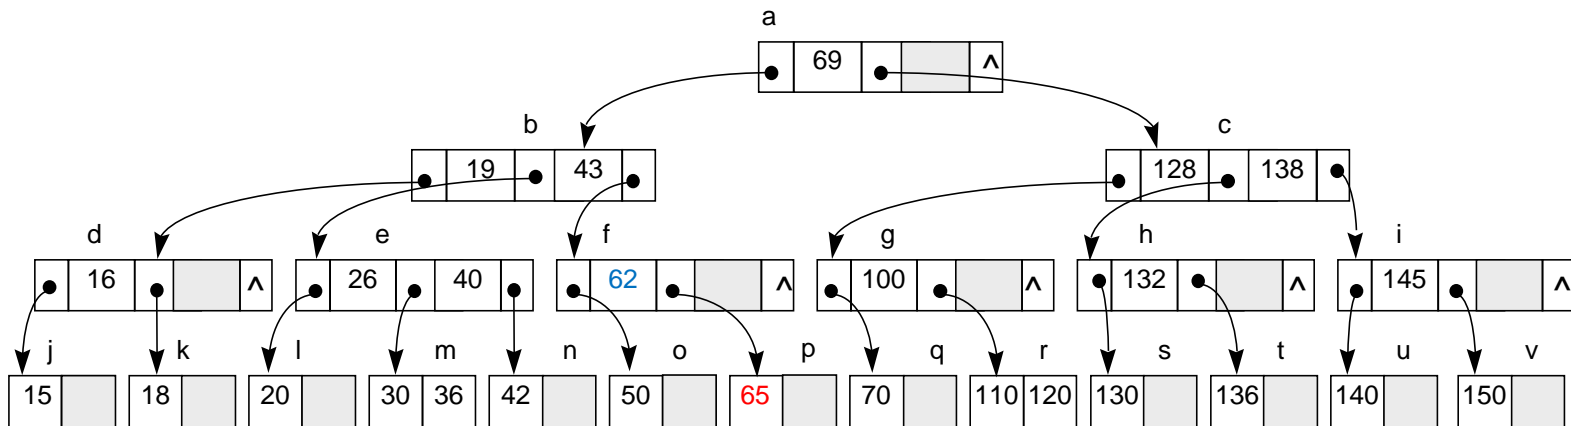 a
69 ^
b c
19 43 128 138
d e f g h i
16 ^ 26 40 62 ^ 100 ^ 132 ^ 145 ^
j k l m n o p q r s t u v
15 18 20 30 36 42 50 65 70 110 120 130 136 140 150